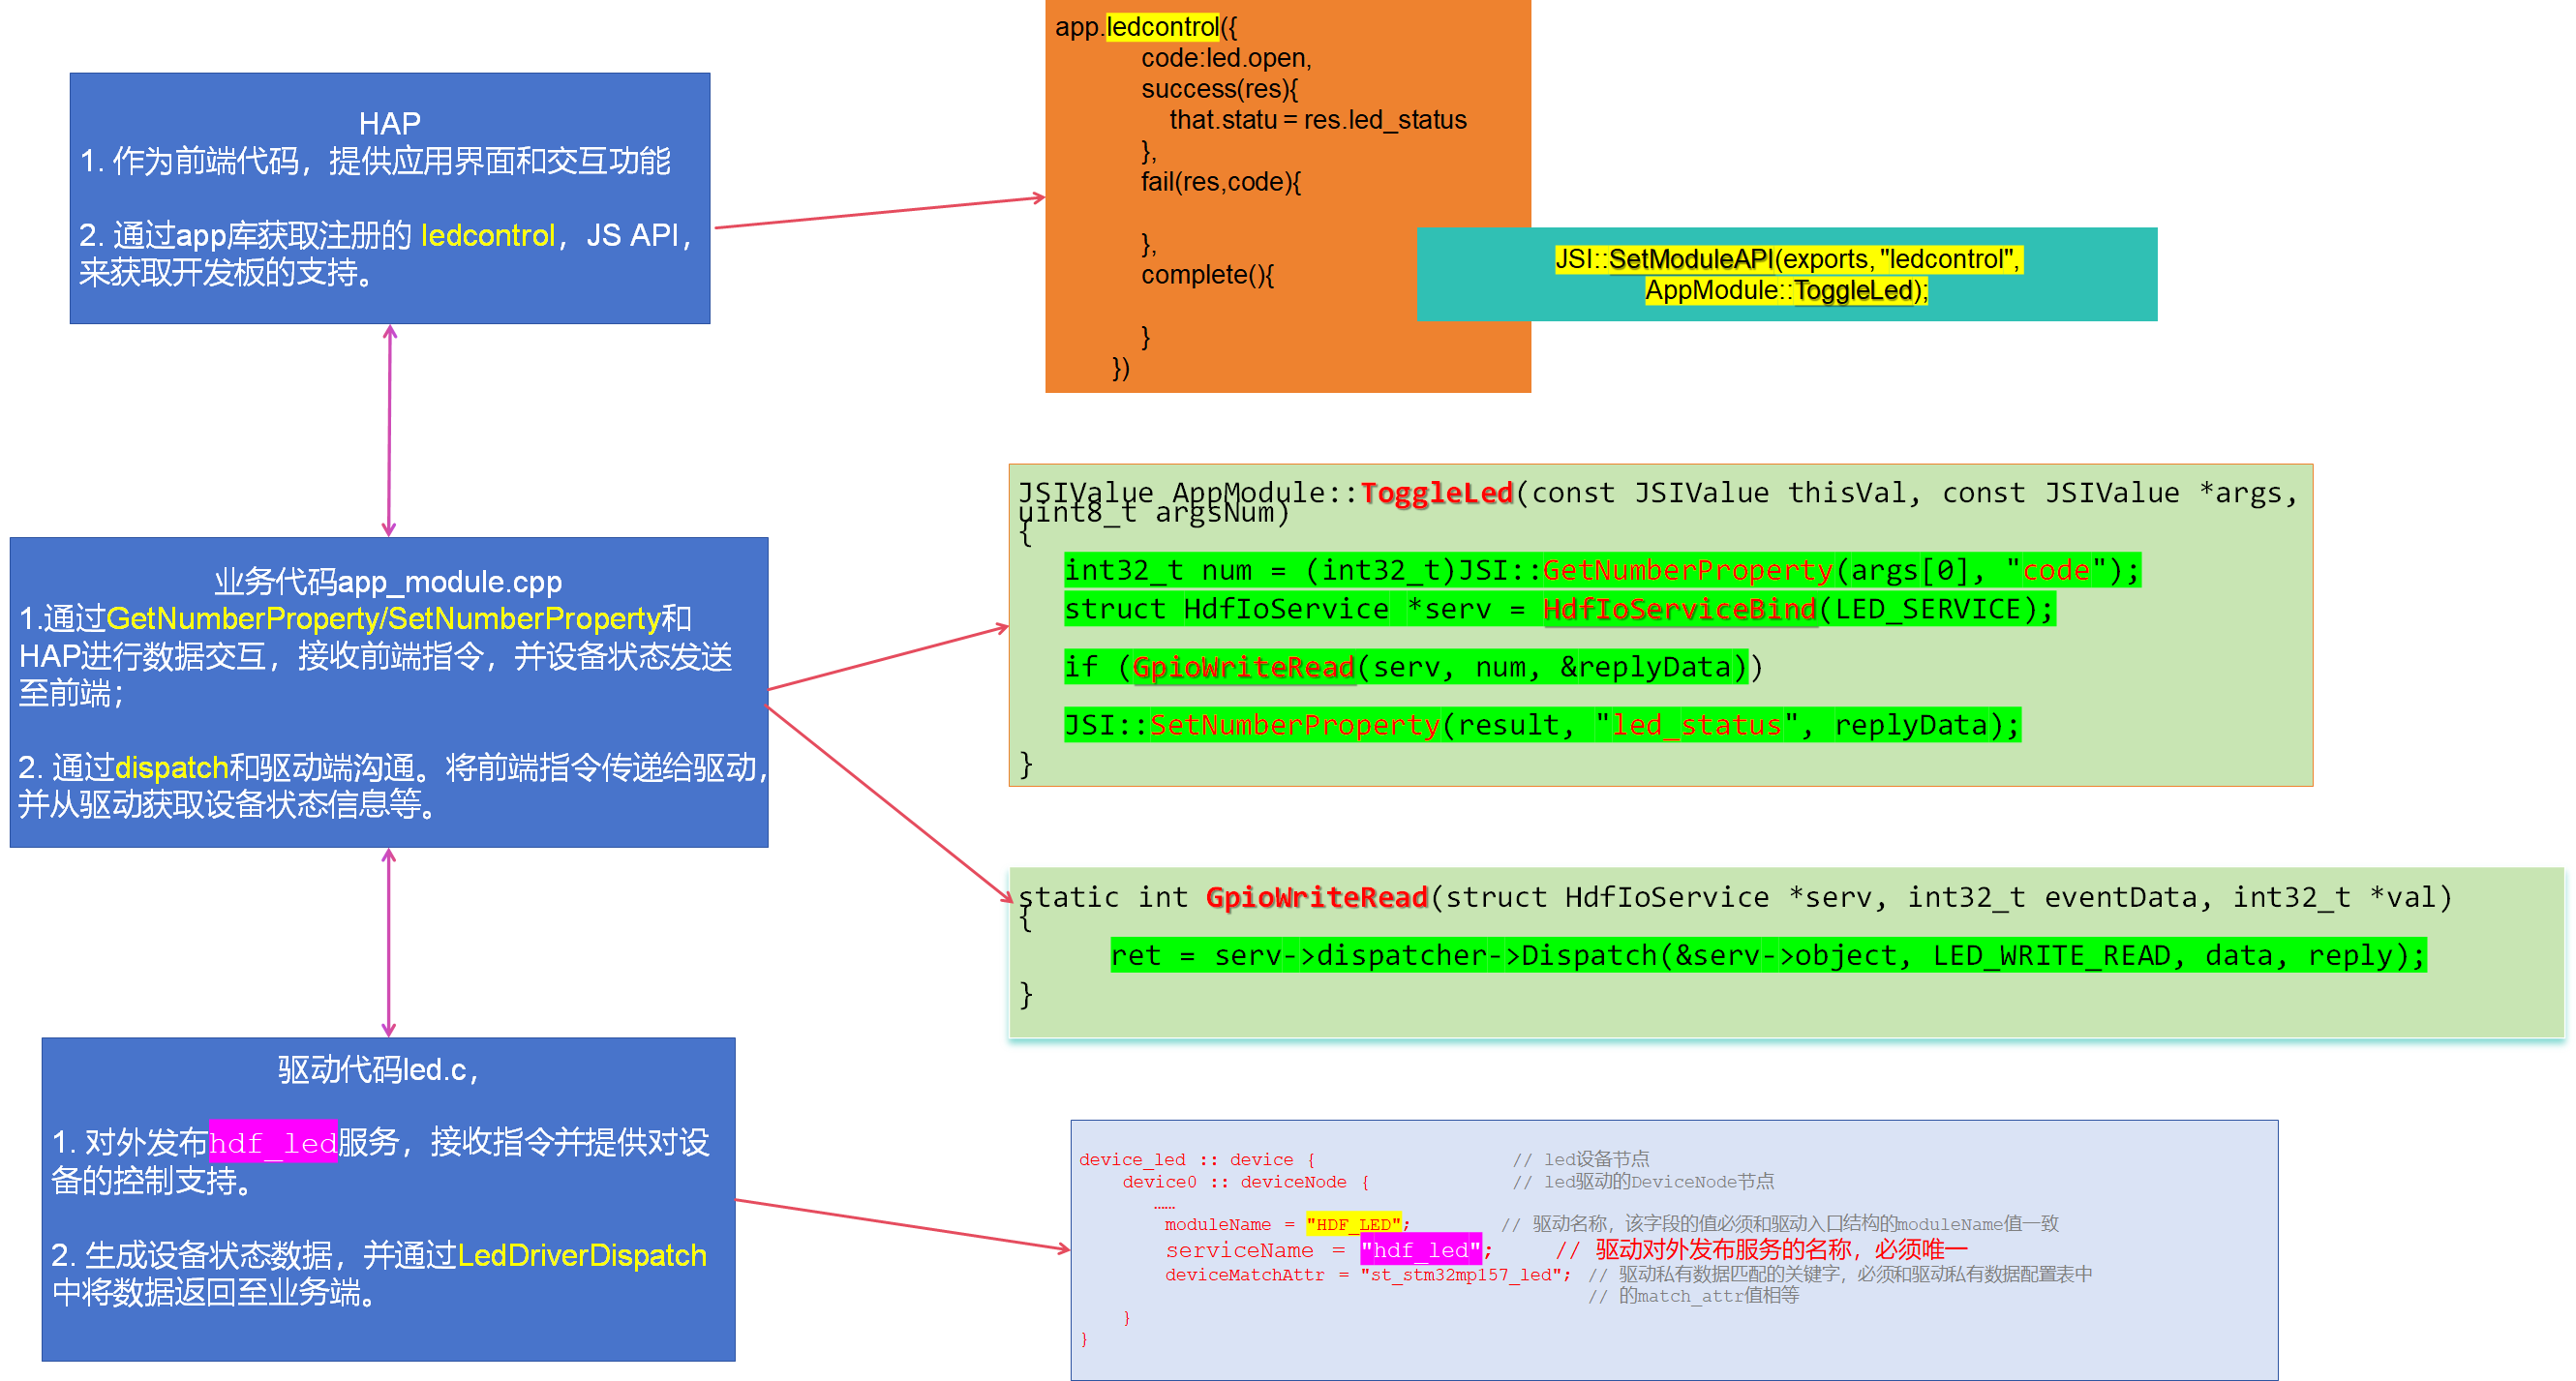 HAP
1. 作为前端代码，提供应用界面和交互功能
2. 通过app库获取注册的 ledcontrol，JS API，
来获取开发板的支持。
app.ledcontrol({
code:led.open,
success(res){
that.statu = res.led_status
},
fail(res,code){
},
complete(){
}
})
JSI::SetModuleAPI(exports, "ledcontrol",
AppModule::ToggleLed);
业务代码app_module.cpp
1.通过GetNumberProperty/SetNumberProperty和
HAP进行数据交互，接收前端指令，并设备状态发送
至前端；
2. 通过dispatch和驱动端沟通。将前端指令传递给驱动，
并从驱动获取设备状态信息等。
JSIValue AppModule::ToggleLed(const JSIValue thisVal, const JSIValue *args,
uint8_t argsNum)
{
int32_t num = (int32_t)JSI::GetNumberProperty(args[0], "code");
struct HdfIoService *serv = HdfIoServiceBind(LED_SERVICE);
if (GpioWriteRead(serv, num, &replyData))
JSI::SetNumberProperty(result, "led_status", replyData);
}
static int GpioWriteRead(struct HdfIoService *serv, int32_t eventData, int32_t *val)
{
ret = serv->dispatcher->Dispatch(&serv->object, LED_WRITE_READ, data, reply);
}
驱动代码led.c，
1. 对外发布hdf_led服务，接收指令并提供对设
备的控制支持。
2. 生成设备状态数据，并通过LedDriverDispatch
中将数据返回至业务端。
device_led :: device { // led设备节点
device0 :: deviceNode { // led驱动的DeviceNode节点
……
moduleName = "HDF_LED"; // 驱动名称，该字段的值必须和驱动入口结构的moduleName值一致
serviceName = "hdf_led"; // 驱动对外发布服务的名称，必须唯一
deviceMatchAttr = "st_stm32mp157_led"; // 驱动私有数据匹配的关键字，必须和驱动私有数据配置表中
// 的match_attr值相等
}
}